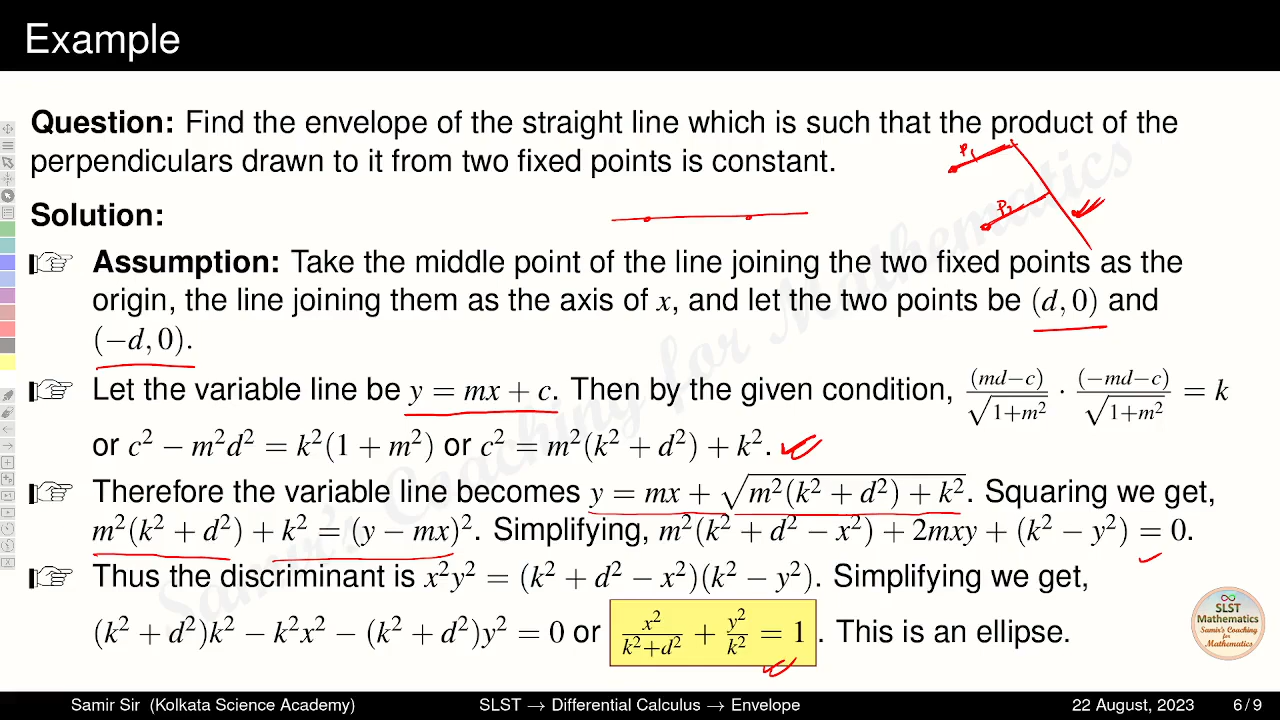 Example
Question: Find the envelope of the straight line which is such that the product of the
perpendiculars drawn to it from two fixed points is constant.
P₁
P₂
Solution:
☞ Assumption: Take the middle point of the line joining the two fixed points as the
origin, the line joining them as the axis of x, and let the two points be (d, 0) and
(−d, 0).
☞ Let the variable line be y = mx + c. Then by the given condition, (md−c)/√(1+m²) · (−md−c)/√(1+m²) = k
or c² − m²d² = k²(1 + m²) or c² = m²(k² + d²) + k².
☞ Therefore the variable line becomes y = mx + √(m²(k² + d²) + k²). Squaring we get,
m²(k² + d²) + k² = (y − mx)². Simplifying, m²(k² + d² − x²) + 2mxy + (k² − y²) = 0.
☞ Thus the discriminant is x²y² = (k² + d² − x²)(k² − y²). Simplifying we get,
(k² + d²)k² − k²x² − (k² + d²)y² = 0 or x²/(k²+d²) + y²/k² = 1. This is an ellipse.
Samir's Coaching for Mathematics
∞
SLST
Mathematics
Samir's Coaching
for
Mathematics
Samir Sir (Kolkata Science Academy) SLST → Differential Calculus → Envelope 22 August, 2023 6 / 9